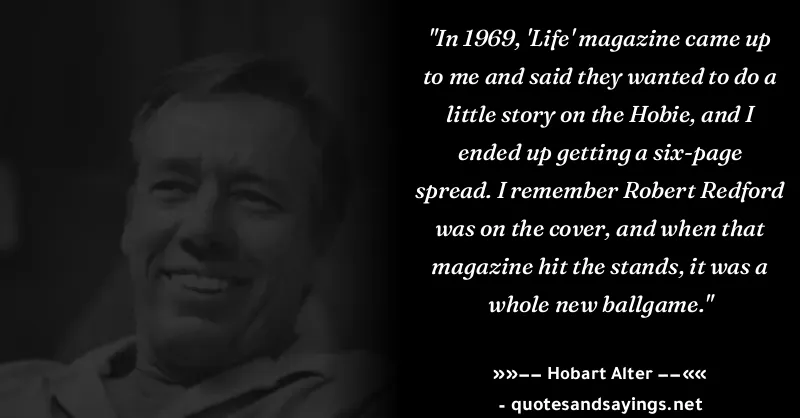 "In 1969, 'Life' magazine came up
to me and said they wanted to do a
little story on the Hobie, and I
ended up getting a six-page
spread. I remember Robert Redford
was on the cover, and when that
magazine hit the stands, it was a
whole new ballgame."
»»−− Hobart Alter −−««
- quotesandsayings.net